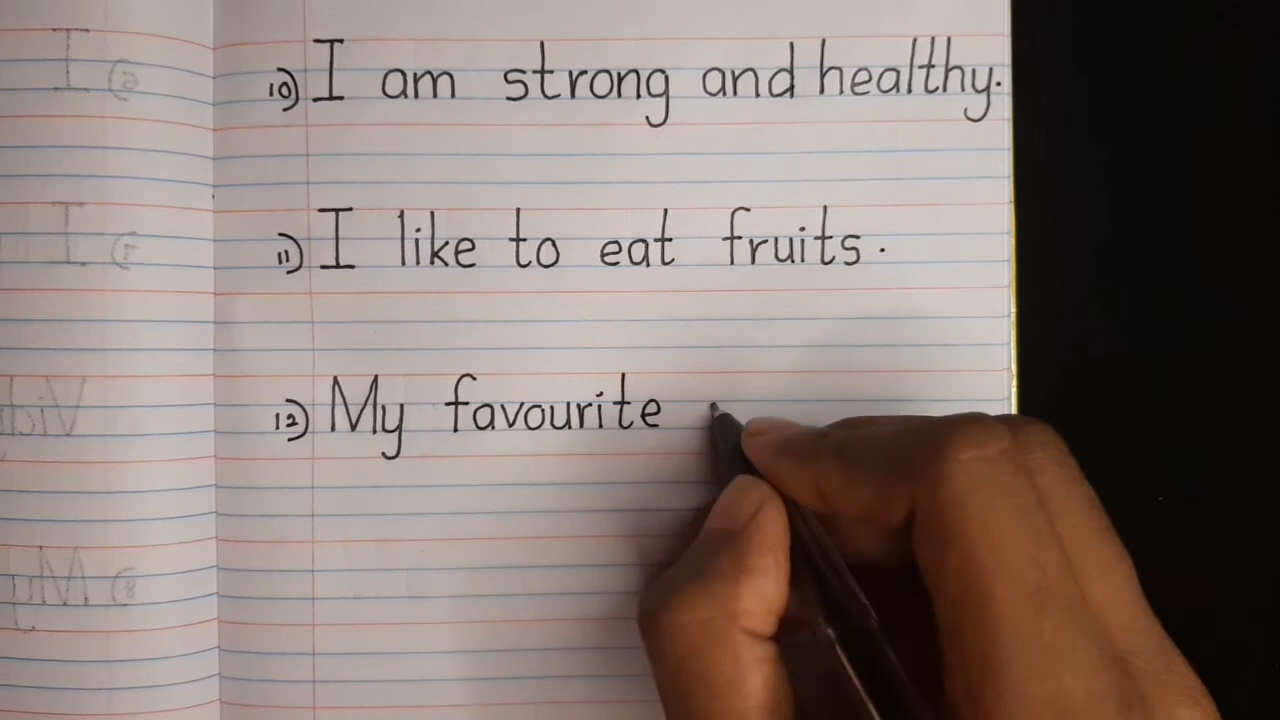 10) I am strong and healthy.
11) I like to eat fruits.
12) My favourite